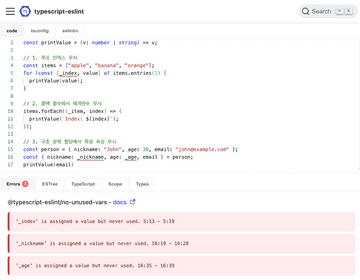 typescript-eslint
Search
code tsconfig eslintrc
1 const printValue = (v: number | string) => v;
2
3 // 1. 루프 인덱스 무시
4 const items = ["apple", "banana", "orange"];
5 for (const [_index, value] of items.entries()) {
6 printValue(value);
7 }
8
9 // 2. 콜백 함수에서 매개변수 무시
10 items.forEach((_item, index) => {
11 printValue(`Index: ${index}`);
12 });
13
14 // 3. 구조 분해 할당에서 특정 속성 무시
15 const person = { nickname: "John", age: 30, email: "john@example.com" };
16 const { nickname: _nickname, age: _age, email } = person;
17 printValue(email)
Errors 3 ESTree TypeScript Scope Types
@typescript-eslint/no-unused-vars - docs
'_index' is assigned a value but never used. 5:13 – 5:19
'_nickname' is assigned a value but never used. 16:19 – 16:28
'_age' is assigned a value but never used. 16:35 – 16:39